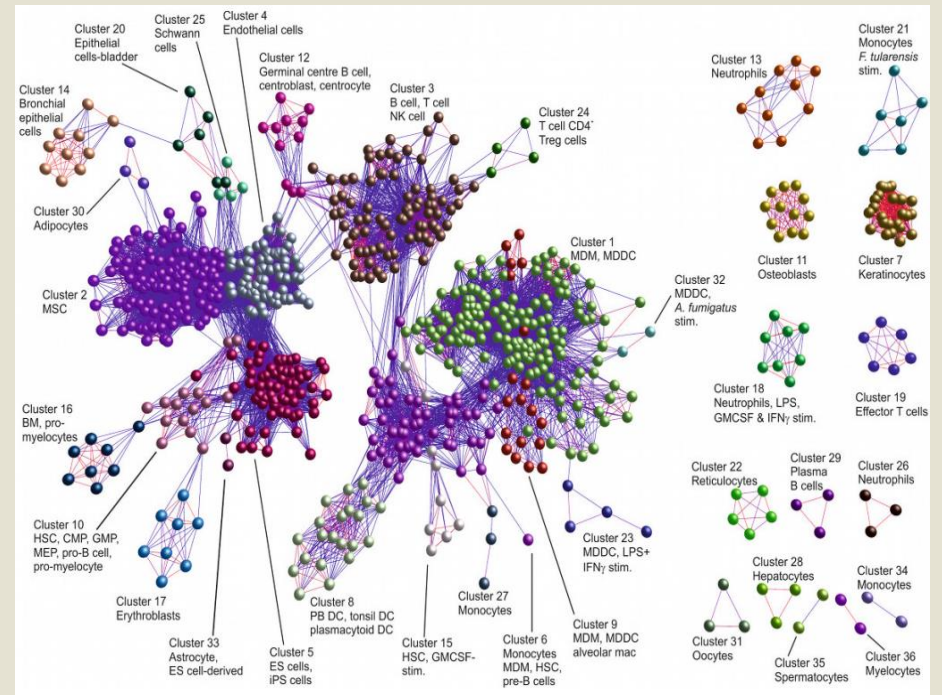 Cluster 20
Epithelial
cells-bladder
Cluster 25
Schwann
cells
Cluster 4
Endothelial cells
Cluster 12
Germinal centre B cell,
centroblast, centrocyte
Cluster 3
B cell, T cell
NK cell
Cluster 24
T cell CD4+
Treg cells
Cluster 13
Neutrophils
Cluster 21
Monocytes
F. tularensis
stim.
Cluster 14
Bronchial
epithelial
cells
Cluster 30
Adipocytes
Cluster 2
MSC
Cluster 1
MDM, MDDC
Cluster 32
MDDC,
A. fumigatus
stim.
Cluster 11
Osteoblasts
Cluster 7
Keratinocytes
Cluster 18
Neutrophils, LPS,
GMCSF & IFNγ stim.
Cluster 19
Effector T cells
Cluster 16
BM, pro-
myelocytes
Cluster 10
HSC, CMP, GMP,
MEP, pro-B cell,
pro-myelocyte
Cluster 17
Erythroblasts
Cluster 33
Astrocyte,
ES cell-derived
Cluster 5
ES cells,
iPS cells
Cluster 8
PB DC, tonsil DC
plasmacytoid DC
Cluster 15
HSC, GMCSF-
stim.
Cluster 27
Monocytes
Cluster 6
Monocytes
MDM, HSC,
pre-B cells
Cluster 9
MDM, MDDC
alveolar mac
Cluster 23
MDDC, LPS+
IFNγ stim.
Cluster 22
Reticulocytes
Cluster 29
Plasma
B cells
Cluster 26
Neutrophils
Cluster 28
Hepatocytes
Cluster 34
Monocytes
Cluster 31
Oocytes
Cluster 35
Spermatocytes
Cluster 36
Myelocytes